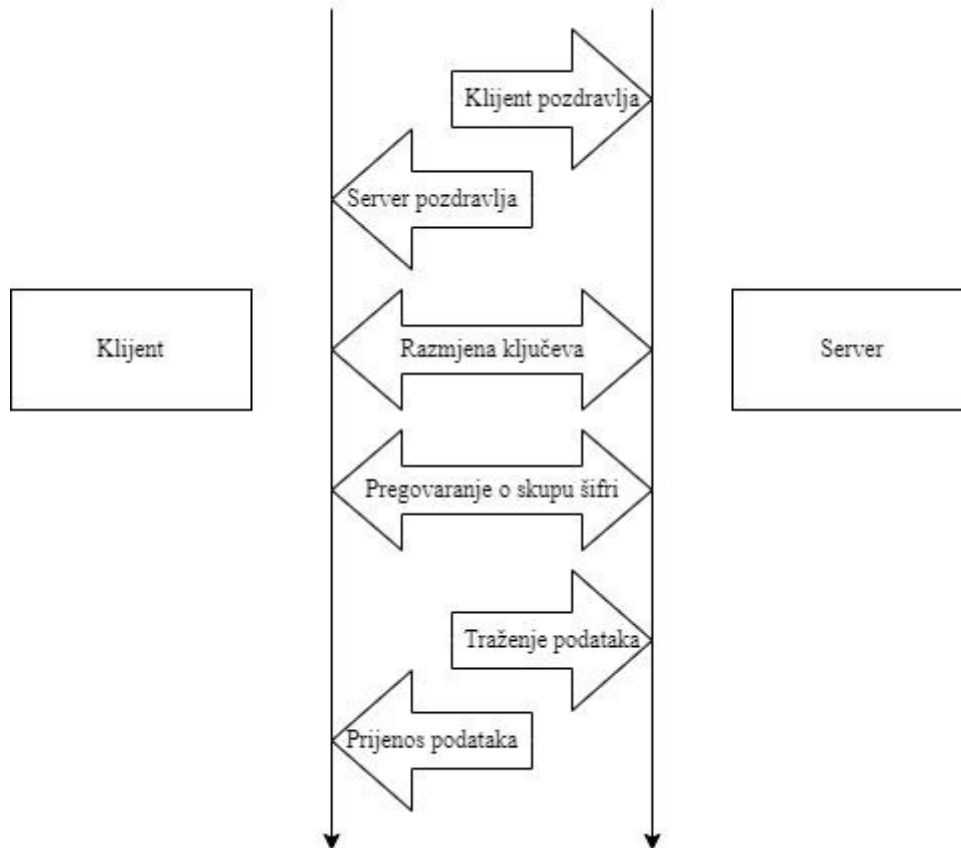 Klijent pozdravlja
Server pozdravlja
Klijent
Razmjena ključeva
Server
Pregovaranje o skupu šifri
Traženje podataka
Prijenos podataka